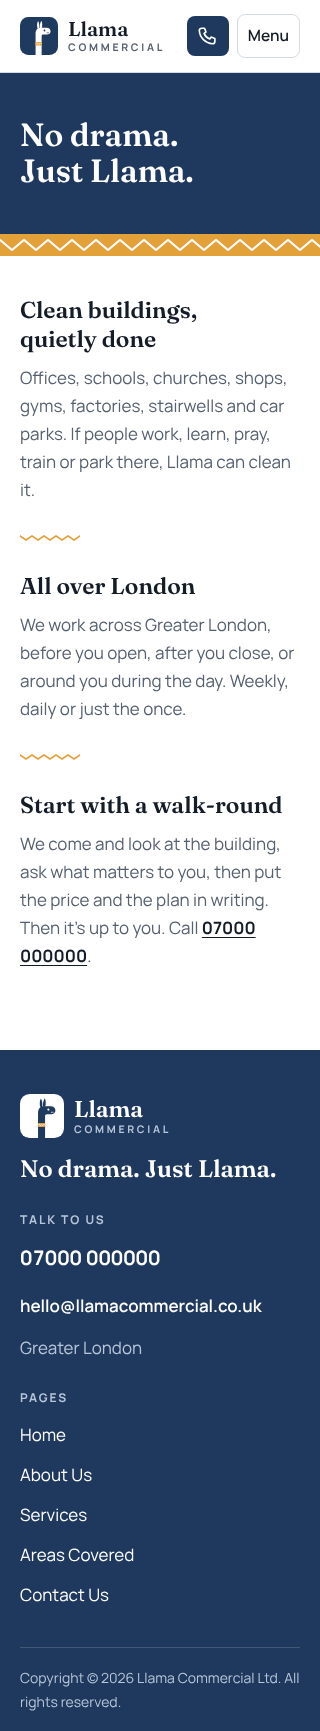 Llama
COMMERCIAL
Menu
No drama.
Just Llama.
Clean buildings,
quietly done
Offices, schools, churches, shops,
gyms, factories, stairwells and car
parks. If people work, learn, pray,
train or park there, Llama can clean
it.
All over London
We work across Greater London,
before you open, after you close, or
around you during the day. Weekly,
daily or just the once.
Start with a walk-round
We come and look at the building,
ask what matters to you, then put
the price and the plan in writing.
Then it's up to you. Call 07000
000000.
Llama
COMMERCIAL
No drama. Just Llama.
TALK TO US
07000 000000
hello@llamacommercial.co.uk
Greater London
PAGES
Home
About Us
Services
Areas Covered
Contact Us
Copyright © 2026 Llama Commercial Ltd. All
rights reserved.